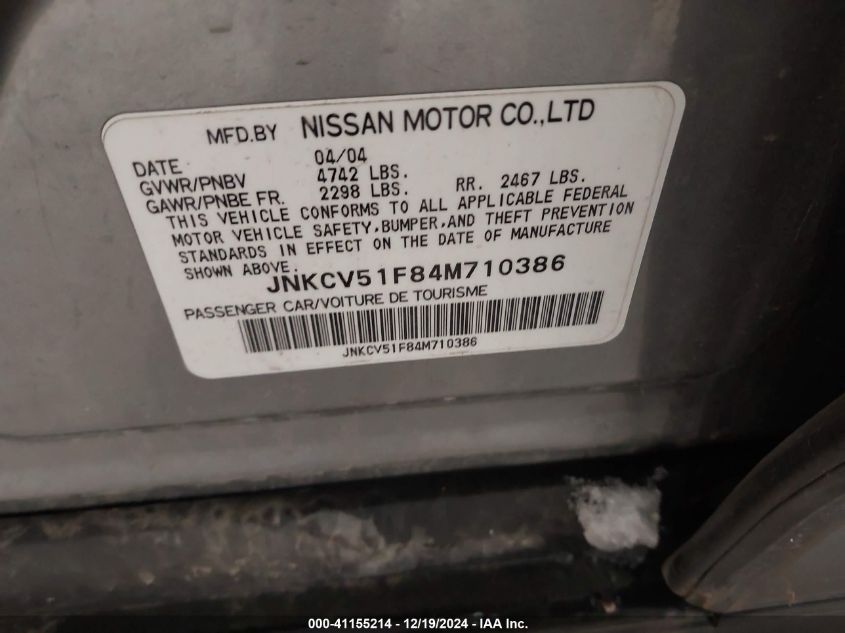 MFD.BY NISSAN MOTOR CO.,LTD
DATE 04/04
GVWR/PNBV 4742 LBS.
GAWR/PNBE FR. 2298 LBS. RR. 2467 LBS.
THIS VEHICLE CONFORMS TO ALL APPLICABLE FEDERAL
MOTOR VEHICLE SAFETY,BUMPER,AND THEFT PREVENTION
STANDARDS IN EFFECT ON THE DATE OF MANUFACTURE
SHOWN ABOVE.
JNKCV51F84M710386
PASSENGER CAR/VOITURE DE TOURISME
JNKCV51F84M710386
000-41155214 - 12/19/2024 - IAA Inc.